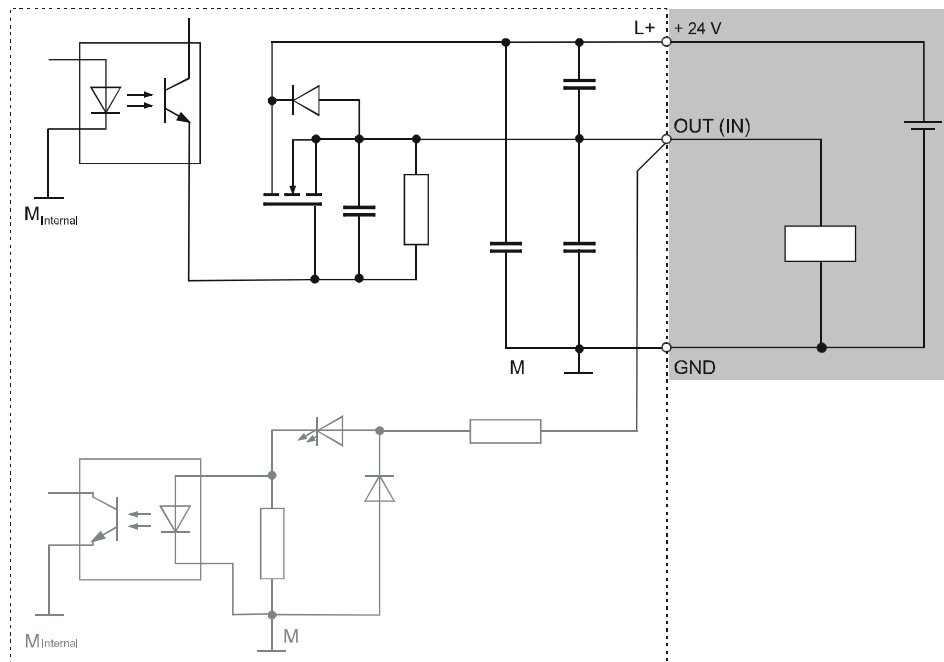 L+ + 24 V
OUT (IN)
MInternal
M
GND
MInternal
M